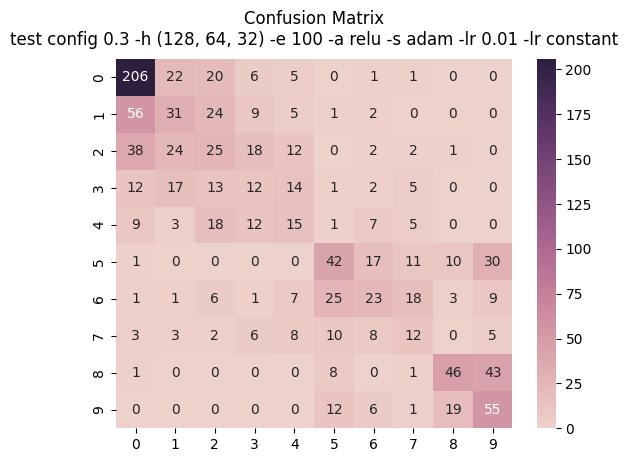 Confusion Matrix
test config 0.3 -h (128, 64, 32) -e 100 -a relu -s adam -lr 0.01 -lr constant
0 206 22 20 6 5 0 1 1 0 0
1 56 31 24 9 5 1 2 0 0 0
2 38 24 25 18 12 0 2 2 1 0
3 12 17 13 12 14 1 2 5 0 0
4 9 3 18 12 15 1 7 5 0 0
5 1 0 0 0 0 42 17 11 10 30
6 1 1 6 1 7 25 23 18 3 9
7 3 3 2 6 8 10 8 12 0 5
8 1 0 0 0 0 8 0 1 46 43
9 0 0 0 0 0 12 6 1 19 55
0 1 2 3 4 5 6 7 8 9
200
175
150
125
100
75
50
25
0